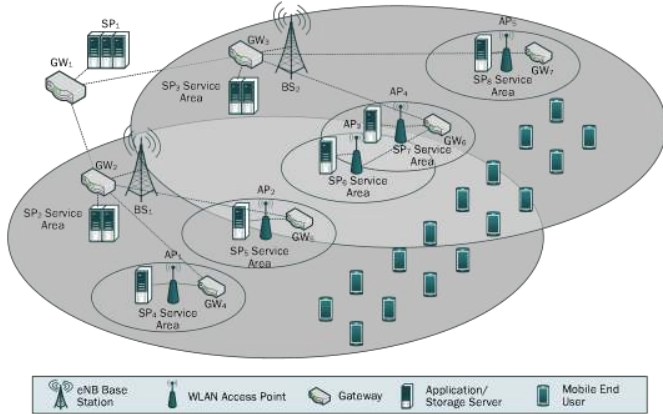 AP₅
SP₁
GW₃
GW₁
SP₈ Service
Area
GW₇
SP₃ Service
Area
BS₂
AP₄
AP₃
GW₆
SP₇ Service
Area
SP₆ Service
Area
GW₂
AP₂
SP₂ Service
Area
BS₁
GW₅
SP₅ Service
Area
AP₁
GW₄
SP₄ Service
Area
eNB Base
Station
WLAN Access Point
Gateway
Application/
Storage Server
Mobile End
User